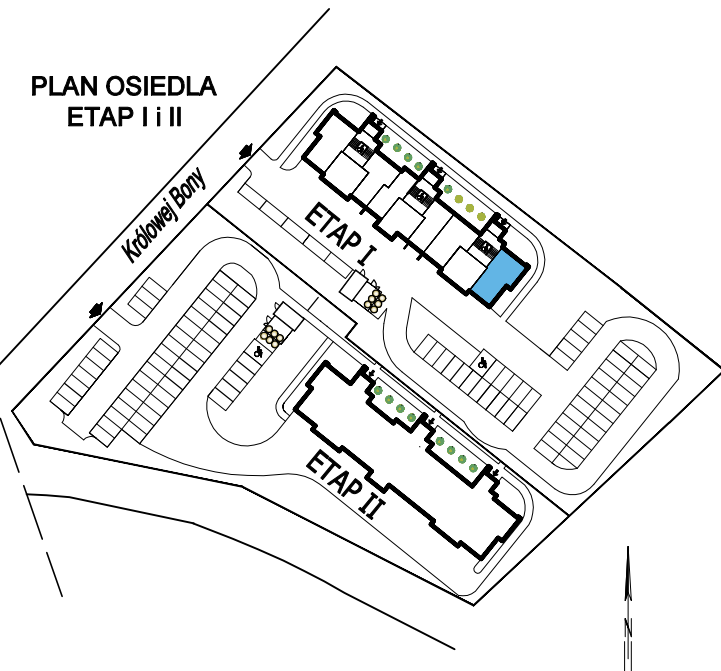 PLAN OSIEDLA
ETAP I i II
Królowej Bony
ETAP I
ETAP II
N